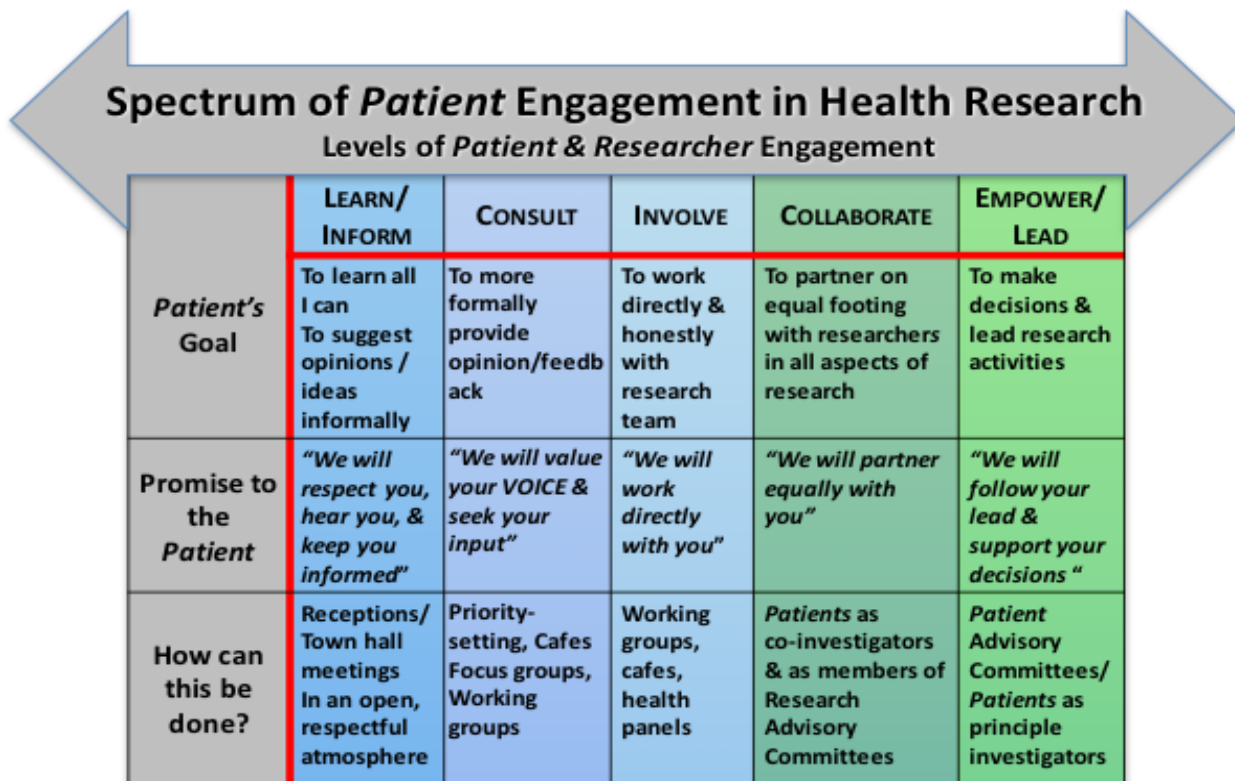 Spectrum of Patient Engagement in Health Research
Levels of Patient & Researcher Engagement
LEARN/
INFORM
CONSULT
INVOLVE
COLLABORATE
EMPOWER/
LEAD
Patient's
Goal
To learn all
I can
To suggest
opinions /
ideas
informally
To more
formally
provide
opinion/feedb
ack
To work
directly &
honestly
with
research
team
To partner on
equal footing
with researchers
in all aspects of
research
To make
decisions &
lead research
activities
Promise to
the
Patient
“We will
respect you,
hear you, &
keep you
informed”
“We will value
your VOICE &
seek your
input”
“We will
work
directly
with you”
“We will partner
equally with
you”
“We will
follow your
lead &
support your
decisions “
How can
this be
done?
Receptions/
Town hall
meetings
In an open,
respectful
atmosphere
Priority-
setting, Cafes
Focus groups,
Working
groups
Working
groups,
cafes,
health
panels
Patients as
co-investigators
& as members of
Research
Advisory
Committees
Patient
Advisory
Committees/
Patients as
principle
investigators